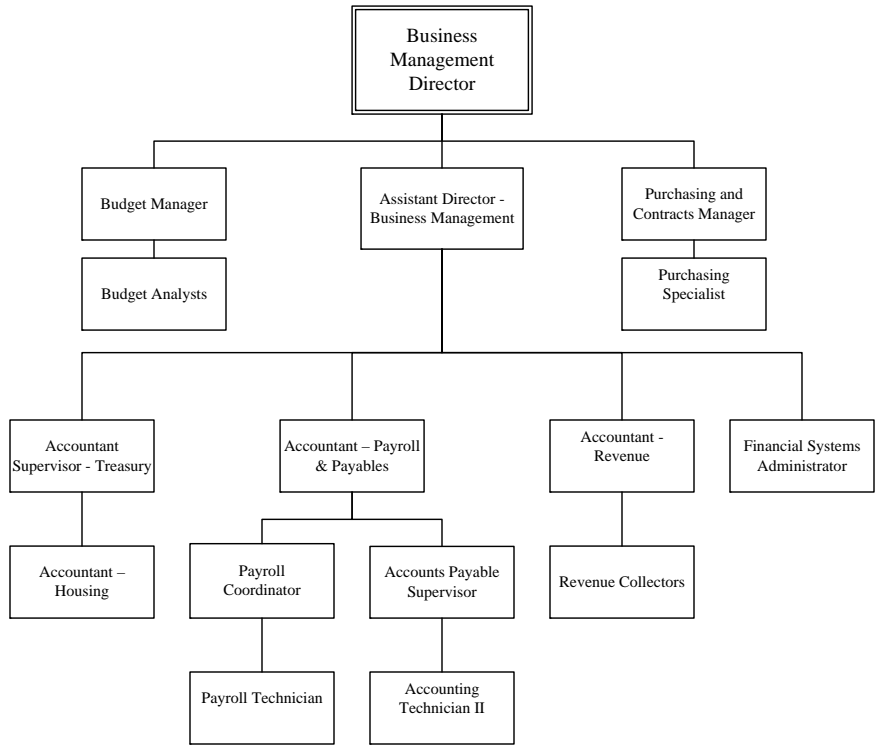 Business
Management
Director
Budget Manager
Assistant Director -
Business Management
Purchasing and
Contracts Manager
Budget Analysts
Purchasing
Specialist
Accountant
Supervisor - Treasury
Accountant – Payroll
& Payables
Accountant -
Revenue
Financial Systems
Administrator
Accountant –
Housing
Payroll
Coordinator
Accounts Payable
Supervisor
Revenue Collectors
Payroll Technician
Accounting
Technician II